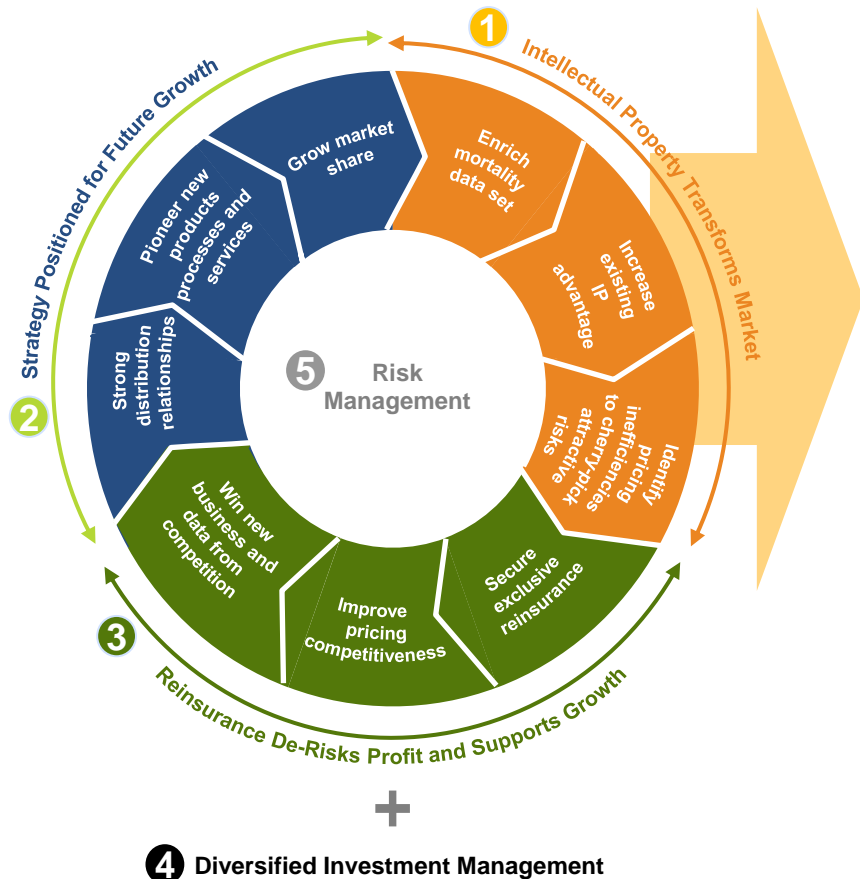 1
Intellectual Property Transforms Market
Enrich
mortality
data set
Increase
existing
IP
advantage
Identify
pricing
inefficiencies
to cherry-pick
attractive
risks
3
Reinsurance De-Risks Profit and Supports Growth
Secure
exclusive
reinsurance
Improve
pricing
competitiveness
Win new
business and
data from
competition
2
Strategy Positioned for Future Growth
Strong
distribution
relationships
Pioneer new
products
processes and
services
Grow market
share
5
Risk
Management
+
4 Diversified Investment Management